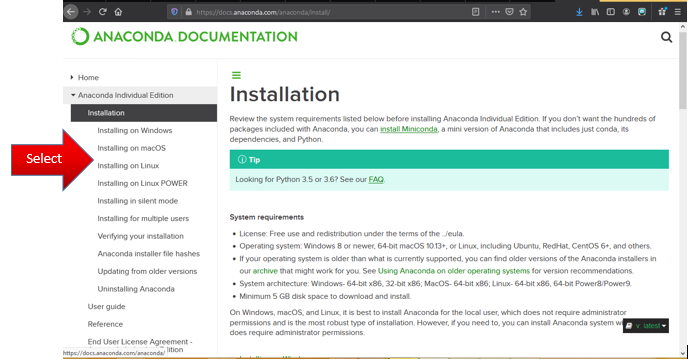 https://docs.anaconda.com/anaconda/install/
ANACONDA DOCUMENTATION
Home
Anaconda Individual Edition
Installation
Installing on Windows
Installing on macOS
Installing on Linux
Installing on Linux POWER
Installing in silent mode
Installing for multiple users
Verifying your installation
Anaconda installer file hashes
Updating from older versions
Uninstalling Anaconda
User guide
Reference
End User License Agreement -
https://docs.anaconda.com/anaconda/
Edition
Select
Installation
Review the system requirements listed below before installing Anaconda Individual Edition. If you don't want the hundreds of
packages included with Anaconda, you can install Miniconda, a mini version of Anaconda that includes just conda, its
dependencies, and Python.
Tip
Looking for Python 3.5 or 3.6? See our FAQ.
System requirements
• License: Free use and redistribution under the terms of the ../eula.
• Operating system: Windows 8 or newer, 64-bit macOS 10.13+, or Linux, including Ubuntu, RedHat, CentOS 6+, and others.
• If your operating system is older than what is currently supported, you can find older versions of the Anaconda installers in
our archive that might work for you. See Using Anaconda on older operating systems for version recommendations.
• System architecture: Windows- 64-bit x86, 32-bit x86; MacOS- 64-bit x86; Linux- 64-bit x86, 64-bit Power8/Power9.
• Minimum 5 GB disk space to download and install.
On Windows, macOS, and Linux, it is best to install Anaconda for the local user, which does not require administrator
permissions and is the most robust type of installation. However, if you need to, you can install Anaconda system
does require administrator permissions.
v: latest